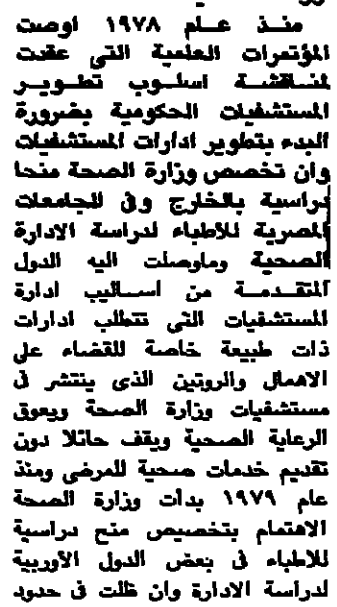 منـذ عـام ١٩٧٨ اوصت
المؤتمرات العلمية التى عقدت
لمناقشة اسلوب تطويـر
المستشفيات الحكومية بضرورة
البدء بتطوير ادارات المستشفيات
وان تخصص وزارة الصحة منحا
دراسية بالخارج وفى الجامعات
المصرية للأطباء لدراسة الادارة
الصحية وماوصلت اليه الدول
المتقدمة من اساليب ادارة
المستشفيات التى تتطلب ادارات
ذات طبيعة خاصة للقضاء على
الاهمال والروتين الذى ينتشر فى
مستشفيات وزارة الصحة ويعوق
الرعاية الصحية ويقف حائلا دون
تقديم خدمات صحية للمرضى ومنذ
عام ١٩٧٩ بدأت وزارة الصحة
الاهتمام بتخصيص منح دراسية
للاطباء فى بعض الدول الأوربية
لدراسة الادارة وان ظلت فى حدود